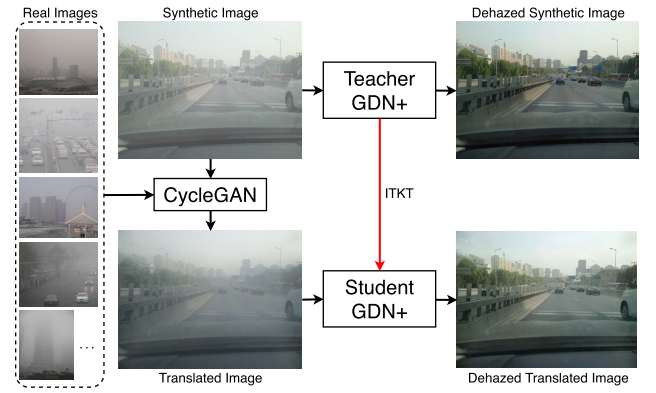 Real Images
Synthetic Image
Dehazed Synthetic Image
Teacher
GDN+
CycleGAN
ITKT
Student
GDN+
...
Translated Image
Dehazed Translated Image